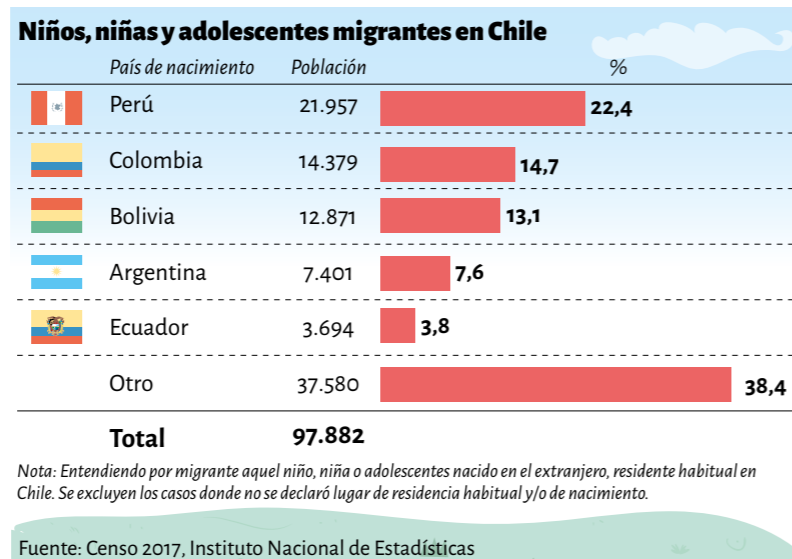 Niños, niñas y adolescentes migrantes en Chile
País de nacimiento Población %
Perú 21.957 22,4
Colombia 14.379 14,7
Bolivia 12.871 13,1
Argentina 7.401 7,6
Ecuador 3.694 3,8
Otro 37.580 38,4
Total 97.882
Nota: Entendiendo por migrante aquel niño, niña o adolescentes nacido en el extranjero, residente habitual en
Chile. Se excluyen los casos donde no se declaró lugar de residencia habitual y/o de nacimiento.
Fuente: Censo 2017, Instituto Nacional de Estadísticas